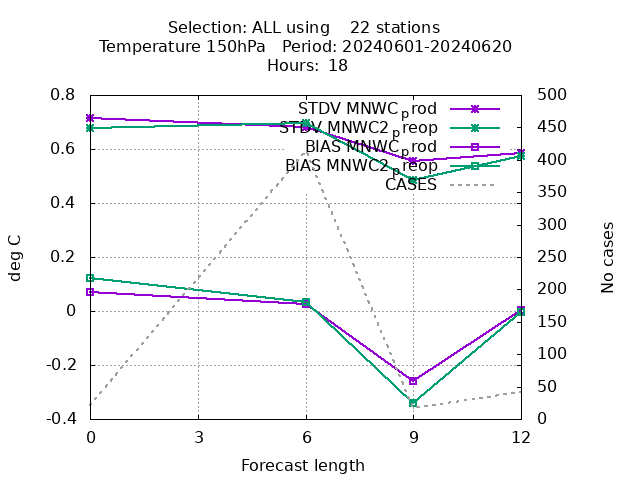 Selection: ALL using    22 stations
Temperature 150hPa   Period: 20240601-20240620
Hours: 18
0.8
0.6
0.4
0.2
0
-0.2
-0.4
500
450
400
350
300
250
200
150
100
50
0
STDV MNWC_prod
STDV MNWC2_preop
BIAS MNWC_prod
BIAS MNWC2_preop
CASES
deg C
No cases
0 3 6 9 12
Forecast length